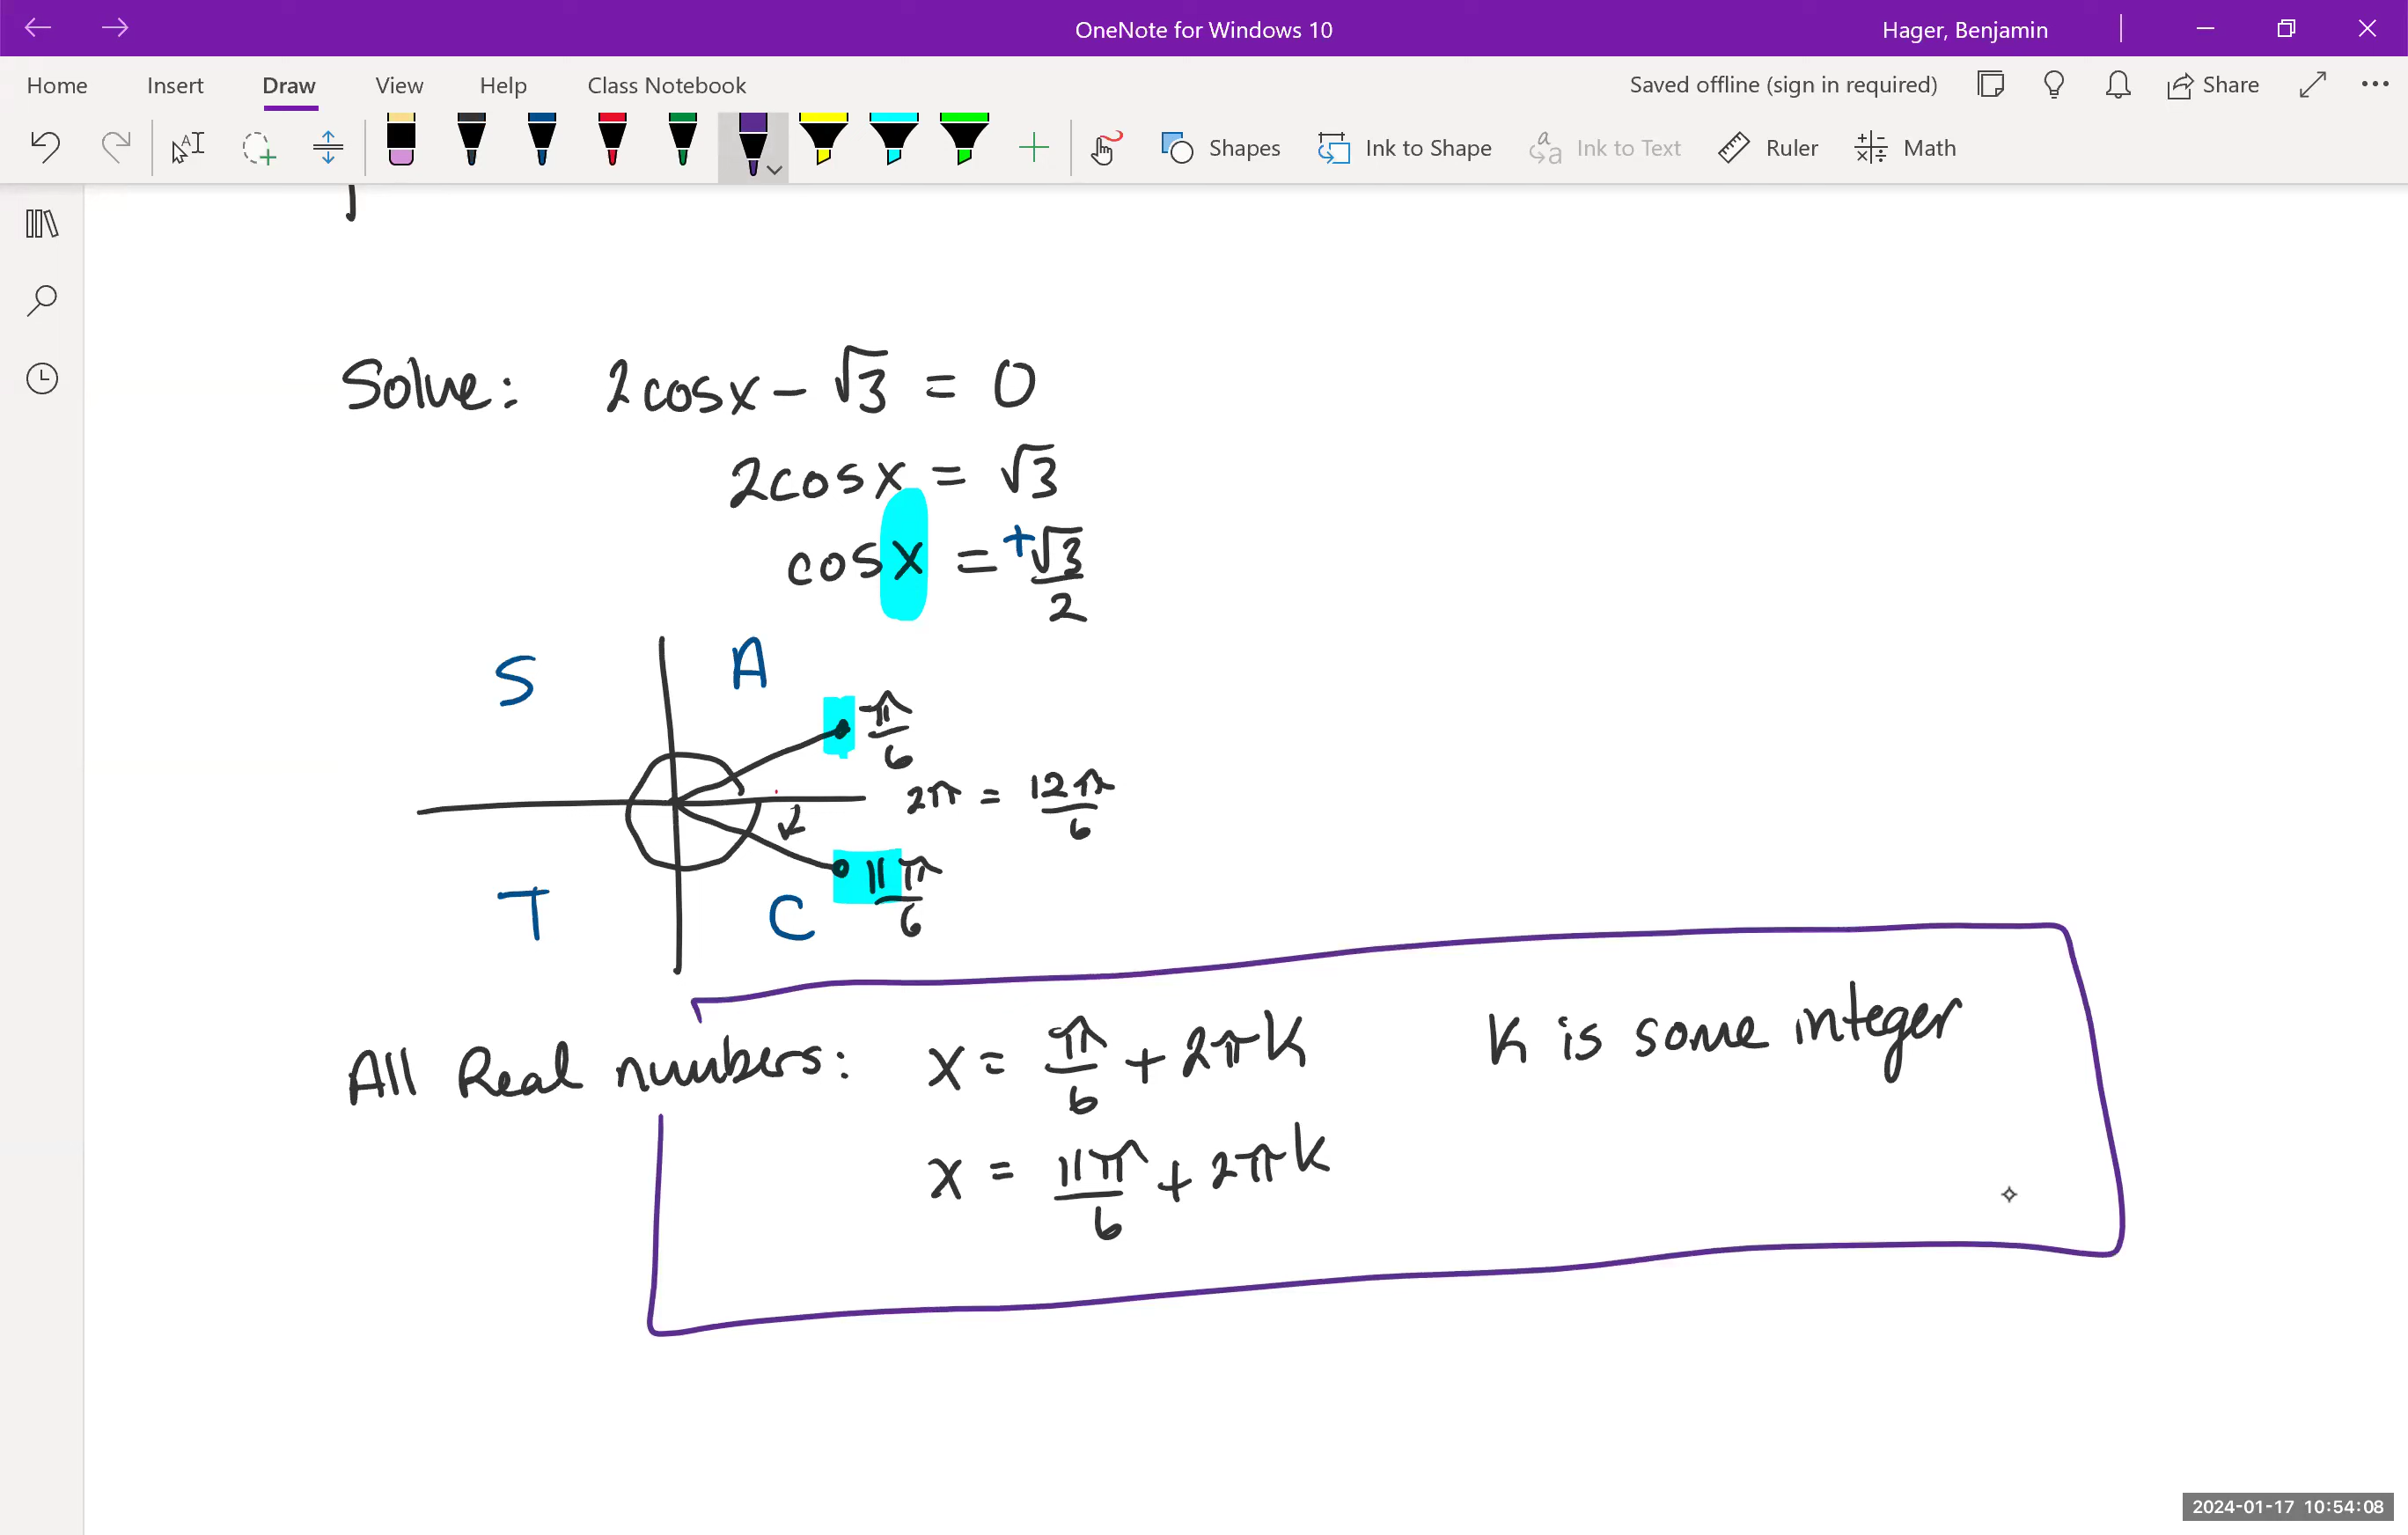 OneNote for Windows 10
Hager, Benjamin
Home Insert Draw View Help Class Notebook
Saved offline (sign in required) Share
Shapes Ink to Shape Ink to Text Ruler Math
Solve: 2cosx - √3 = 0
2cosx = √3
cosx = +√3/2
S A
π/6
2π = 12π/6
11π/6
T C
All Real numbers: x = π/6 + 2πk K is some integer
x = 11π/6 + 2πk
2024-01-17 10:54:08